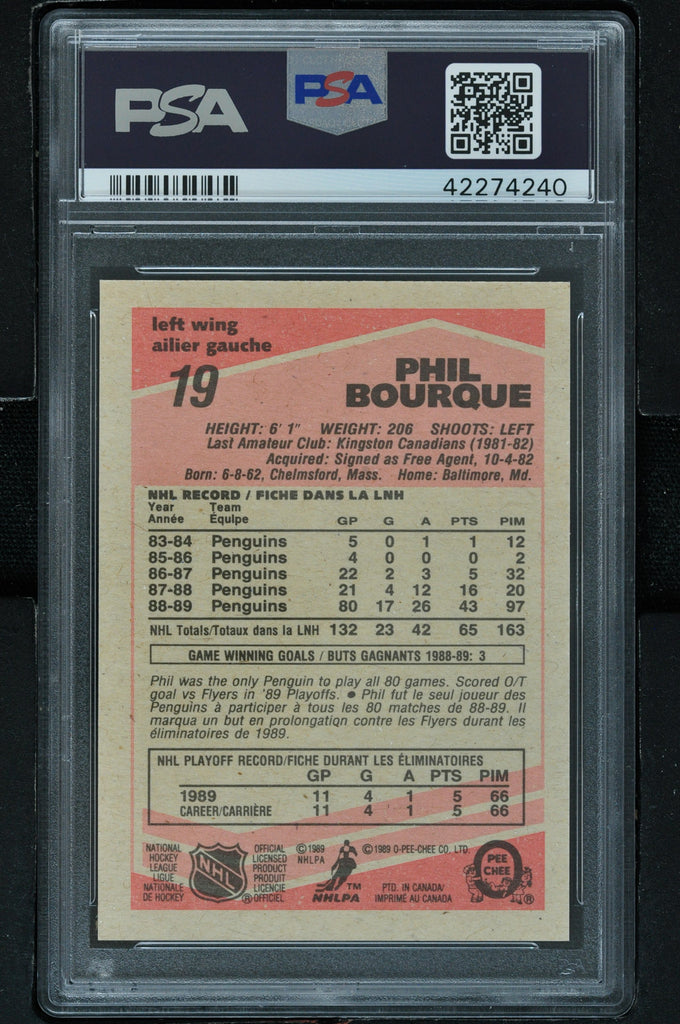 PSA
PSA
42274240
left wing
ailier gauche
19
PHIL
BOURQUE
HEIGHT: 6' 1" WEIGHT: 206 SHOOTS: LEFT
Last Amateur Club: Kingston Canadians (1981-82)
Acquired: Signed as Free Agent, 10-4-82
Born: 6-8-62, Chelmsford, Mass. Home: Baltimore, Md.
NHL RECORD / FICHE DANS LA LNH
Year Team
Année Équipe GP G A PTS PIM
83-84 Penguins 5 0 1 1 12
85-86 Penguins 4 0 0 0 2
86-87 Penguins 22 2 3 5 32
87-88 Penguins 21 4 12 16 20
88-89 Penguins 80 17 26 43 97
NHL Totals/Totaux dans la LNH 132 23 42 65 163
GAME WINNING GOALS / BUTS GAGNANTS 1988-89: 3
Phil was the only Penguin to play all 80 games. Scored O/T
goal vs Flyers in '89 Playoffs. ● Phil fut le seul joueur des
Penguins à participer à tous les 80 matches de 88-89. Il
marqua un but en prolongation contre les Flyers durant les
éliminatoires de 1989.
NHL PLAYOFF RECORD/FICHE DURANT LES ÉLIMINATOIRES
GP G A PTS PIM
1989 11 4 1 5 66
CAREER/CARRIÈRE 11 4 1 5 66
NATIONAL
HOCKEY
LEAGUE
LIGUE
NATIONALE
DE HOCKEY
NHL
®
OFFICIAL
LICENSED
PRODUCT
PRODUIT
LICENCIE
OFFICIEL
©1989
NHLPA
TM
NHLPA
©1989 O-PEE-CHEE CO. LTD.
PTD. IN CANADA/
IMPRIMÉ AU CANADA
O
PEE
CHEE
®